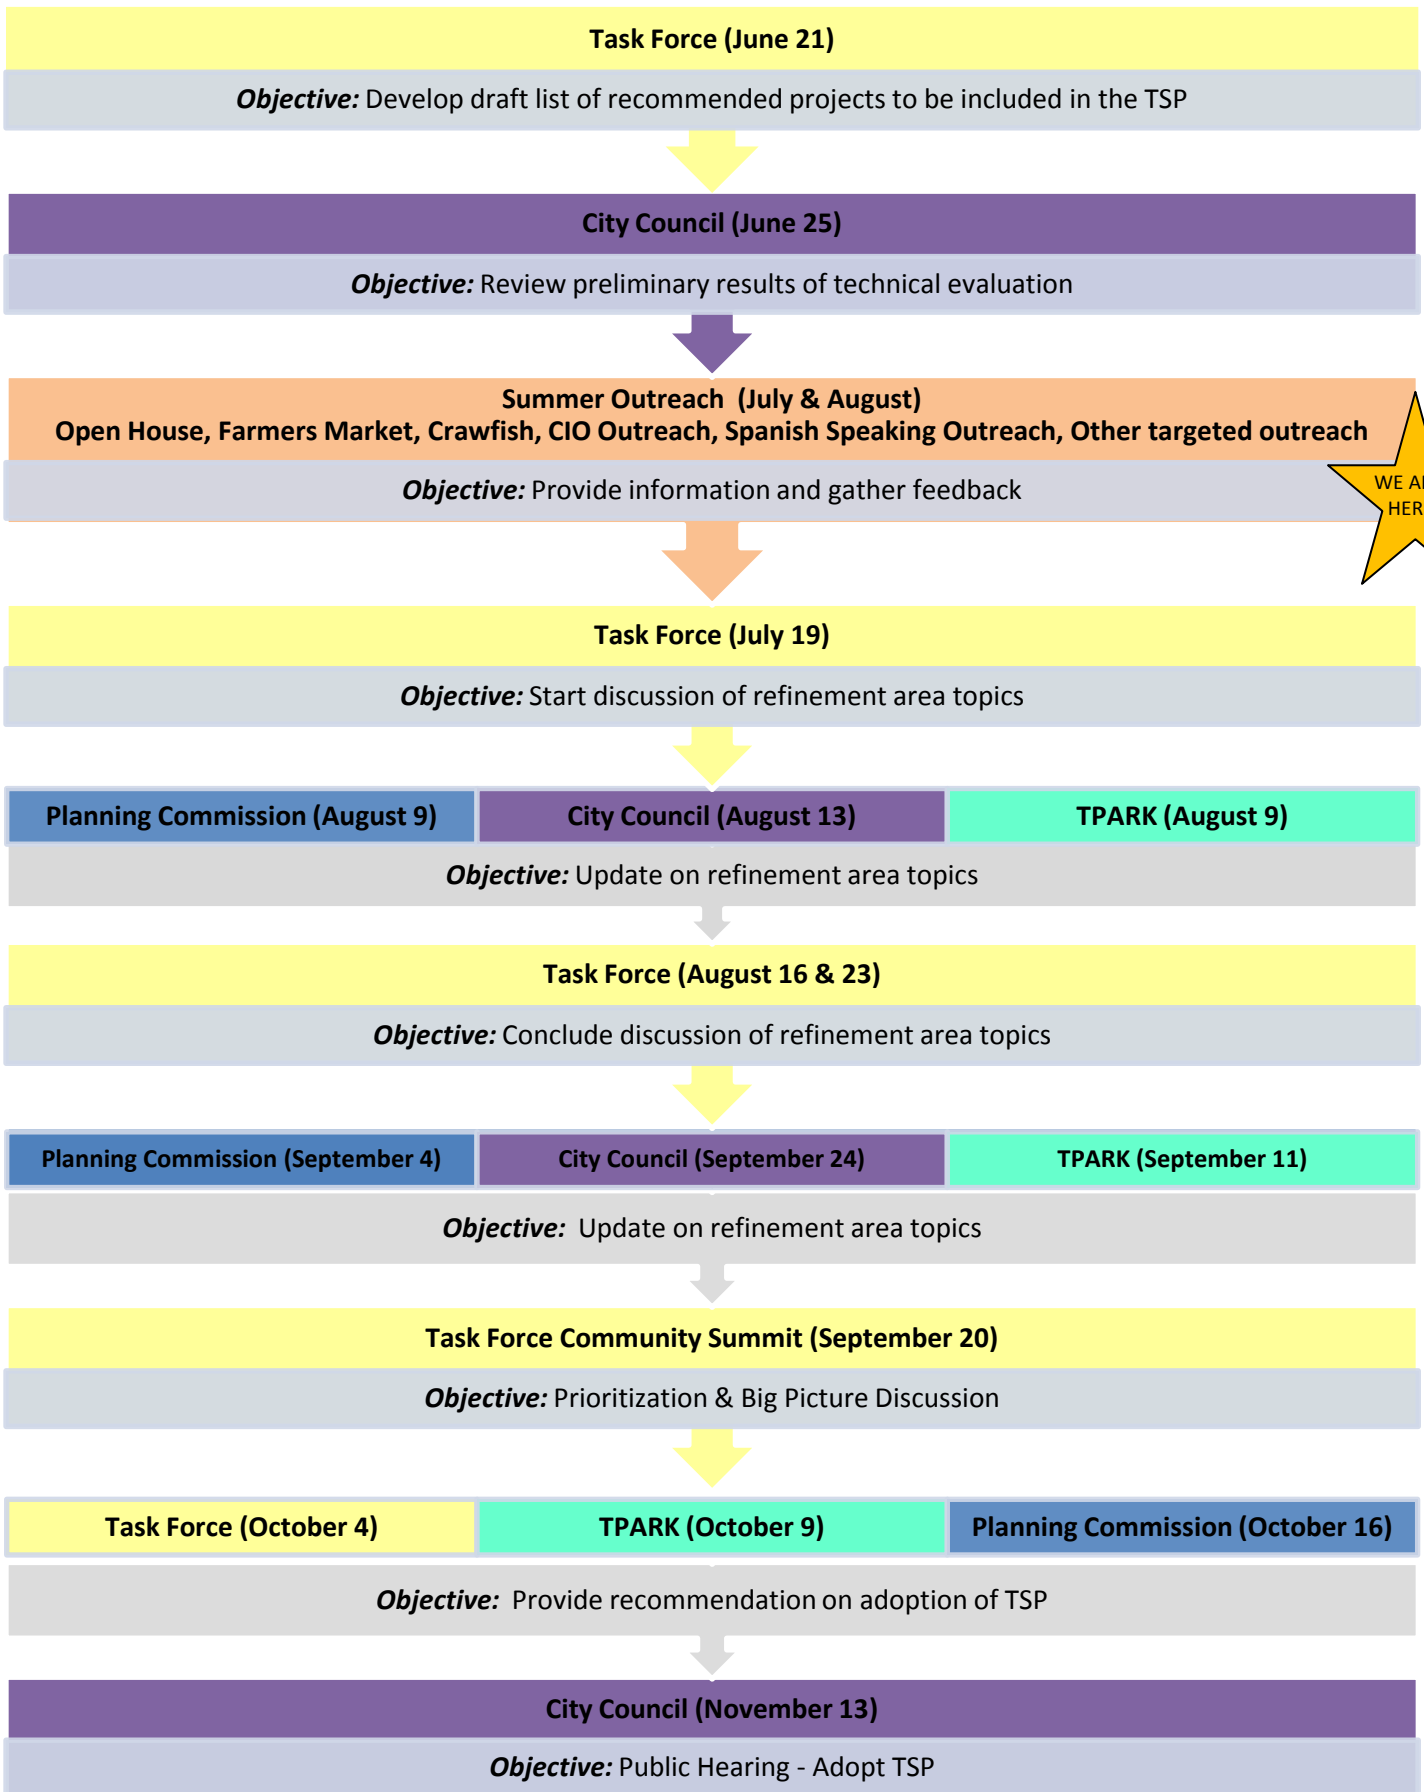 Task Force (June 21)
Objective: Develop draft list of recommended projects to be included in the TSP
City Council (June 25)
Objective: Review preliminary results of technical evaluation
Summer Outreach (July & August)
Open House, Farmers Market, Crawfish, CIO Outreach, Spanish Speaking Outreach, Other targeted outreach
Objective: Provide information and gather feedback
WE
HER
Task Force (July 19)
Objective: Start discussion of refinement area topics
Planning Commission (August 9) City Council (August 13) TPARK (August 9)
Objective: Update on refinement area topics
Task Force (August 16 & 23)
Objective: Conclude discussion of refinement area topics
Planning Commission (September 4) City Council (September 24) TPARK (September 11)
Objective: Update on refinement area topics
Task Force Community Summit (September 20)
Objective: Prioritization & Big Picture Discussion
Task Force (October 4) TPARK (October 9) Planning Commission (October 16)
Objective: Provide recommendation on adoption of TSP
City Council (November 13)
Objective: Public Hearing - Adopt TSP